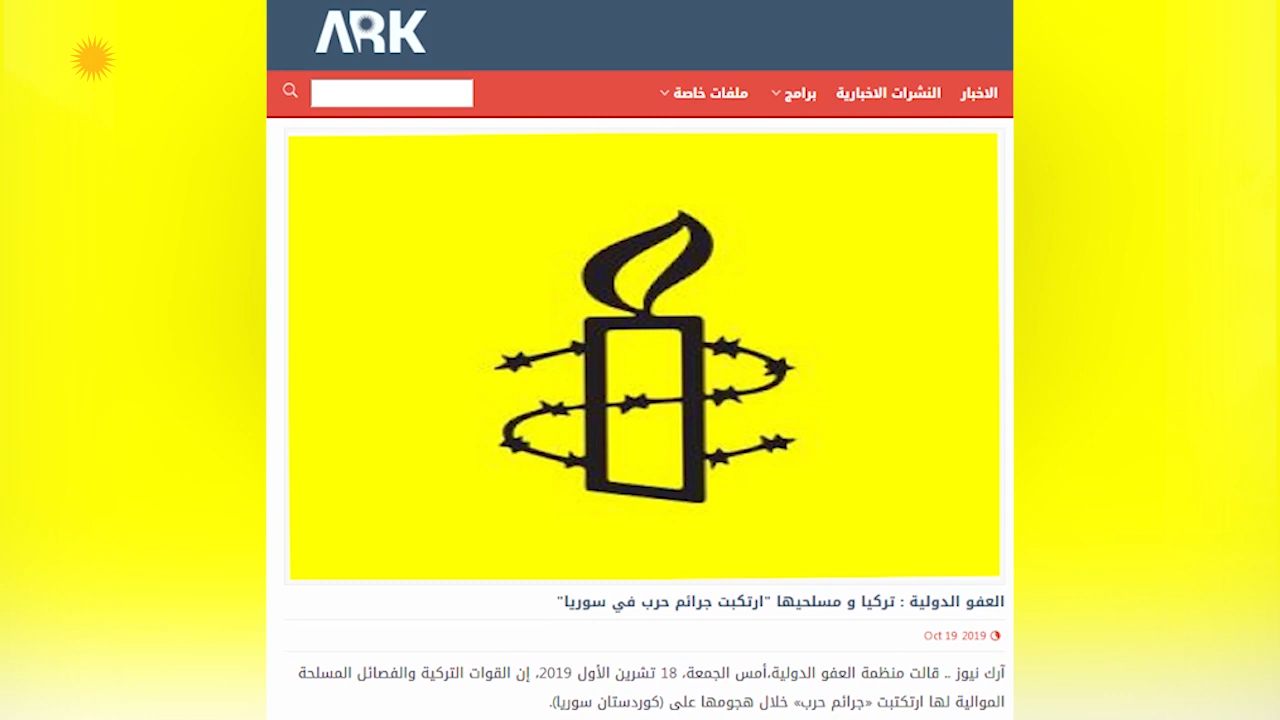 ARK
الاخبار
النشرات الاخبارية
برامج
ملفات خاصة
العفو الدولية : تركيا و مسلحيها "ارتكبت جرائم حرب في سوريا"
Oct 19 2019
آرك نيوز .. قالت منظمة العفو الدولية،أمس الجمعة، 18 تشرين الأول 2019، إن القوات التركية والفصائل المسلحة
الموالية لها ارتكتبت «جرائم حرب» خلال هجومها على (كوردستان سوريا).